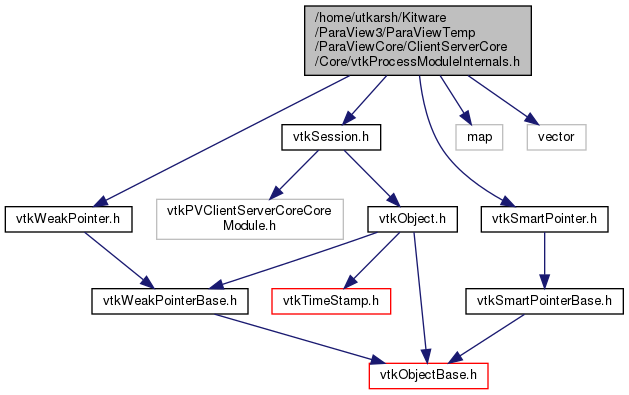 /home/utkarsh/Kitware
/ParaView3/ParaViewTemp
/ParaViewCore/ClientServerCore
/Core/vtkProcessModuleInternals.h
vtkSession.h
map
vector
vtkPVClientServerCoreCore
Module.h
vtkWeakPointer.h
vtkObject.h
vtkSmartPointer.h
vtkWeakPointerBase.h
vtkTimeStamp.h
vtkSmartPointerBase.h
vtkObjectBase.h